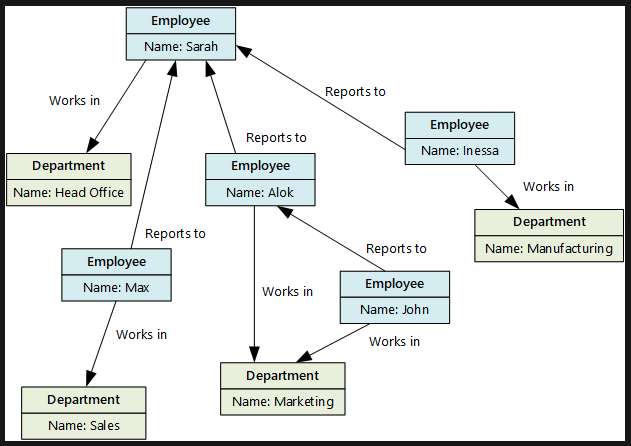 Employee
Name: Sarah
Works in
Reports to
Employee
Name: Inessa
Reports to
Department
Name: Head Office
Employee
Name: Alok
Works in
Department
Name: Manufacturing
Reports to
Employee
Name: Max
Reports to
Employee
Name: John
Works in
Works in
Works in
Department
Name: Marketing
Department
Name: Sales